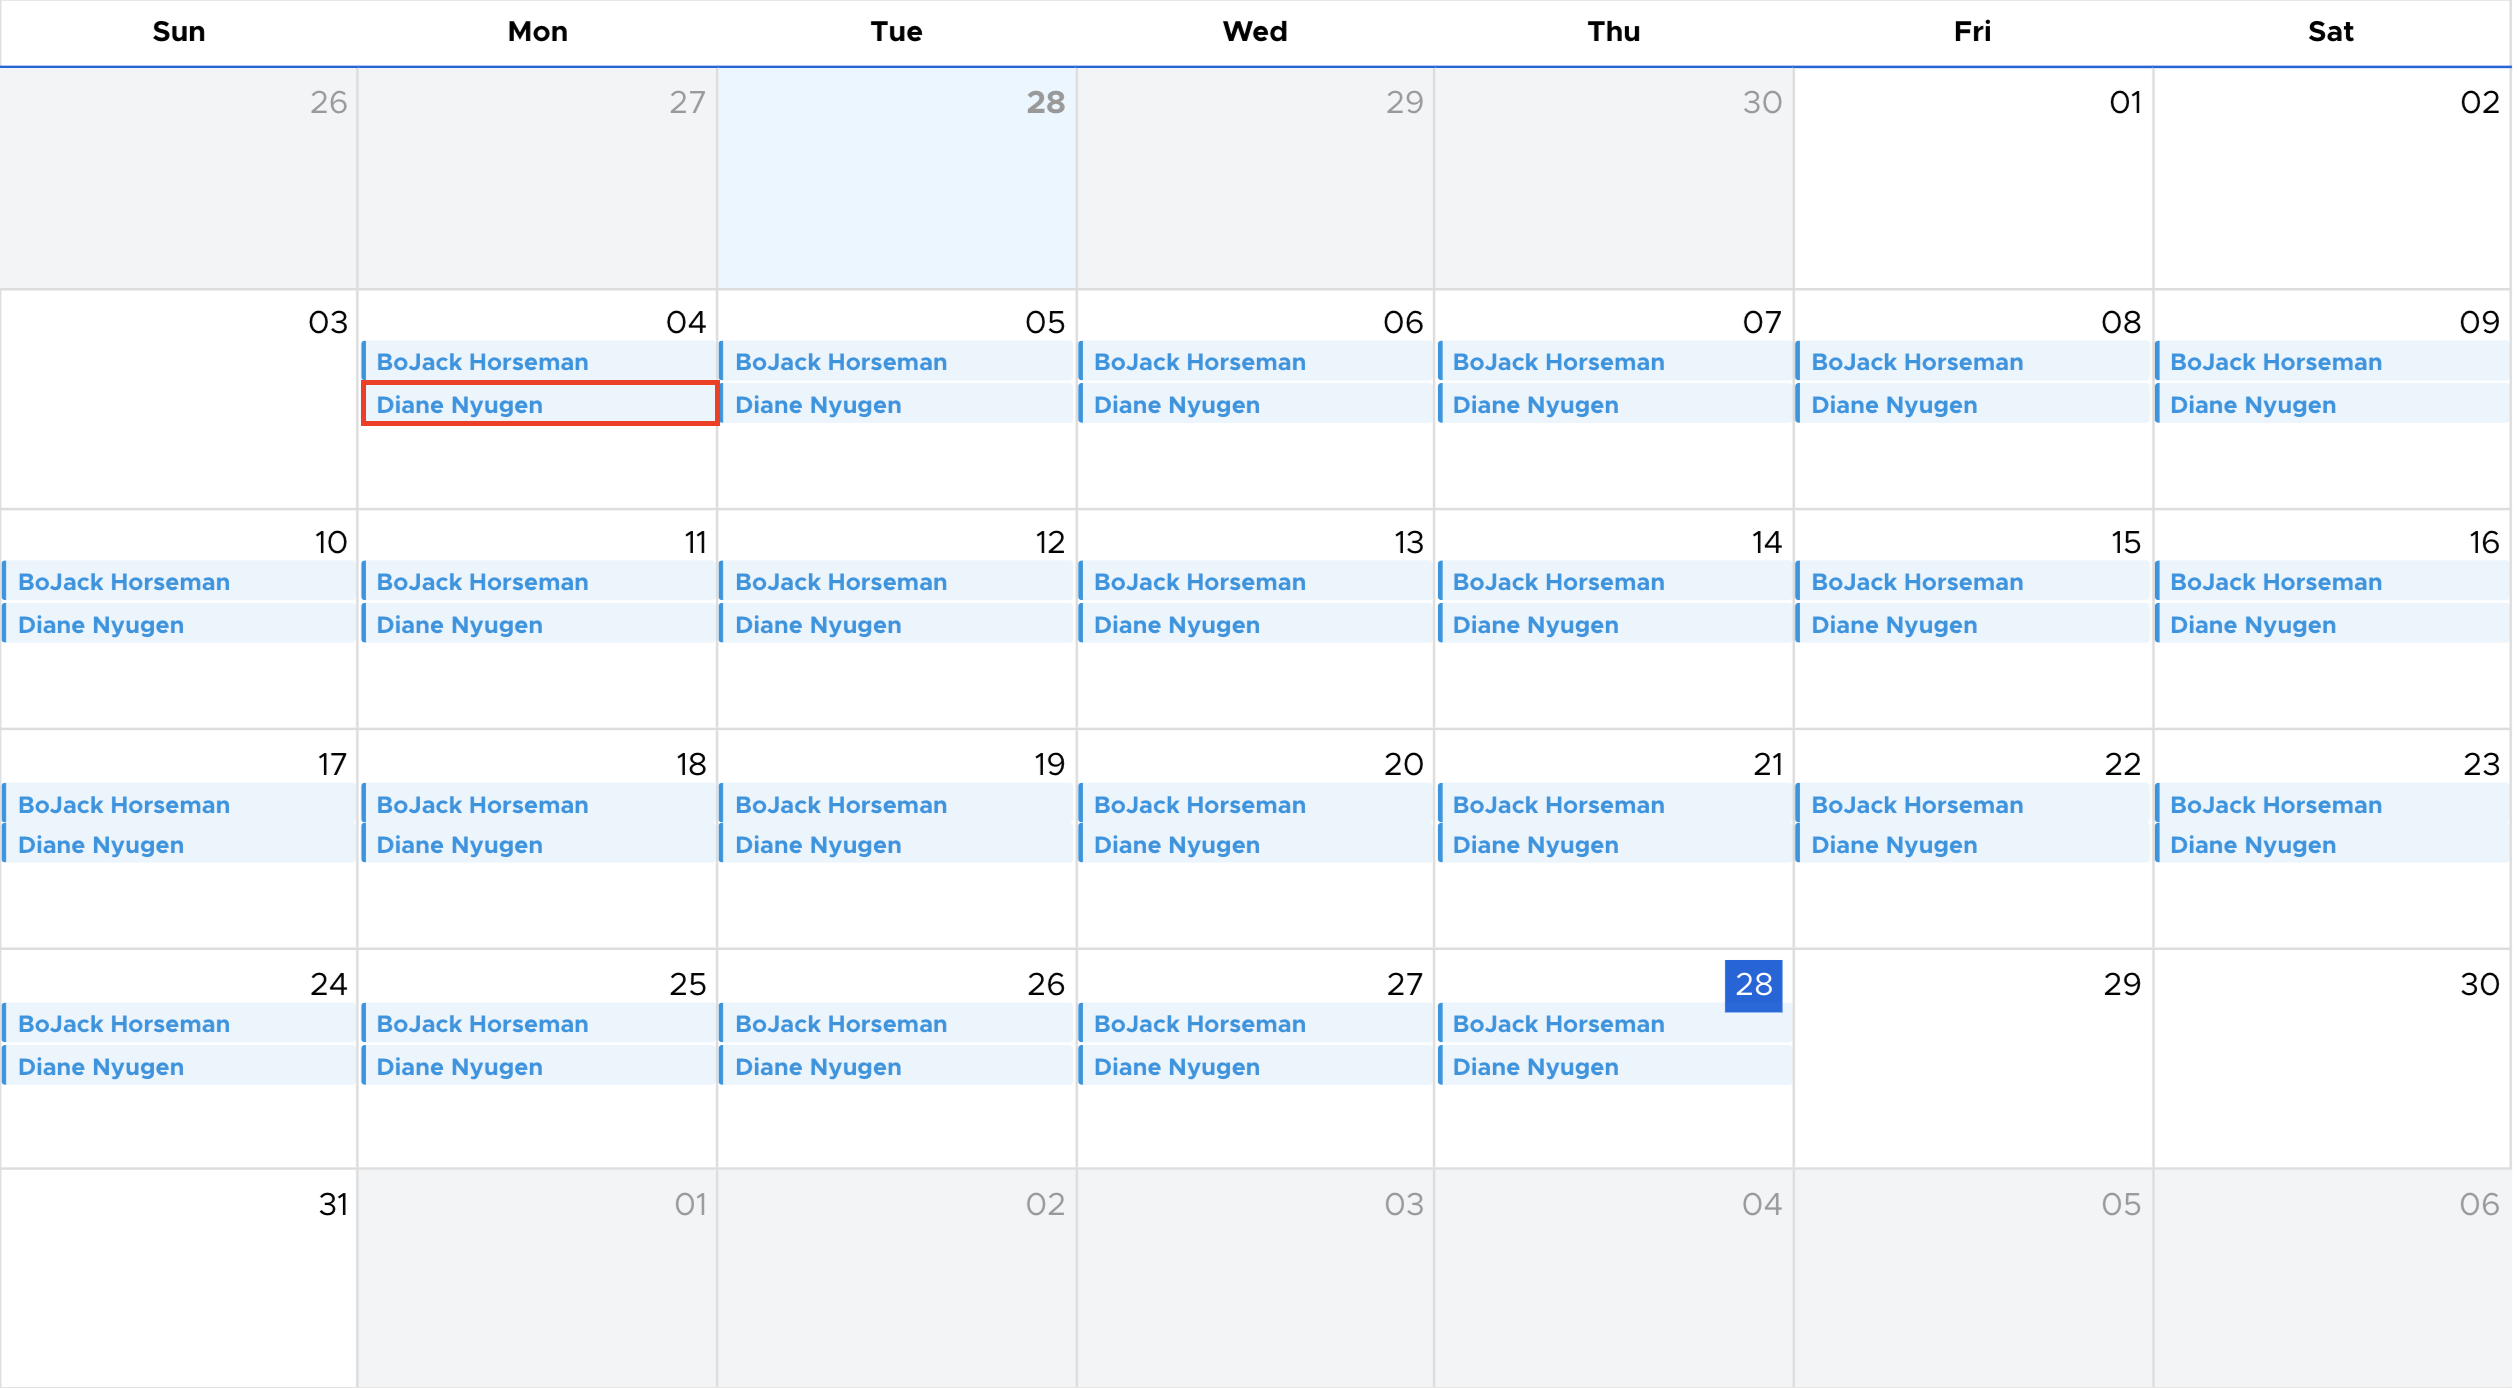 Sun Mon Tue Wed Thu Fri Sat
26 27 28 29 30 01 02
03 04 05 06 07 08 09
BoJack Horseman BoJack Horseman BoJack Horseman BoJack Horseman BoJack Horseman BoJack Horseman
Diane Nyugen Diane Nyugen Diane Nyugen Diane Nyugen Diane Nyugen Diane Nyugen
10 11 12 13 14 15 16
BoJack Horseman BoJack Horseman BoJack Horseman BoJack Horseman BoJack Horseman BoJack Horseman BoJack Horseman
Diane Nyugen Diane Nyugen Diane Nyugen Diane Nyugen Diane Nyugen Diane Nyugen Diane Nyugen
17 18 19 20 21 22 23
BoJack Horseman BoJack Horseman BoJack Horseman BoJack Horseman BoJack Horseman BoJack Horseman BoJack Horseman
Diane Nyugen Diane Nyugen Diane Nyugen Diane Nyugen Diane Nyugen Diane Nyugen Diane Nyugen
24 25 26 27 28 29 30
BoJack Horseman BoJack Horseman BoJack Horseman BoJack Horseman BoJack Horseman
Diane Nyugen Diane Nyugen Diane Nyugen Diane Nyugen Diane Nyugen
31 01 02 03 04 05 06